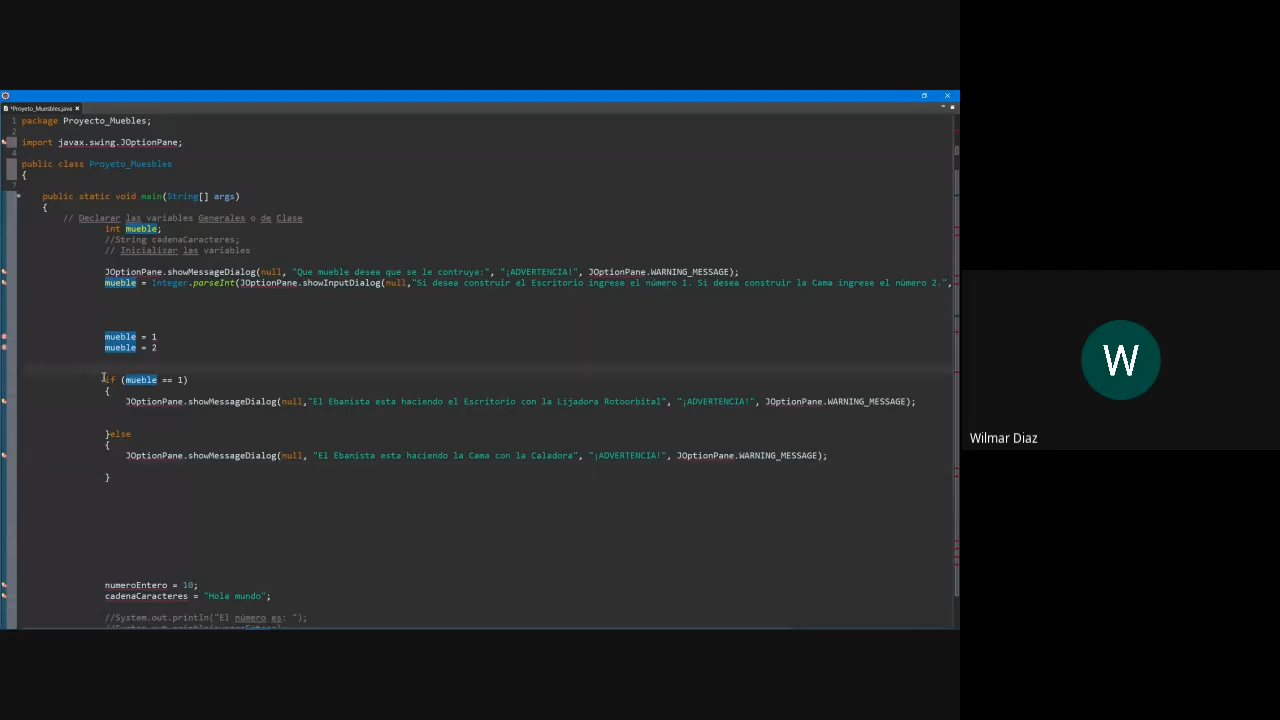 *Proyeto_Muesbles.java
1 package Proyecto_Muebles;
2
import javax.swing.JOptionPane;
4
public class Proyeto_Muesbles
{
7
public static void main(String[] args)
{
// Declarar las variables Generales o de Clase
int mueble;
//String cadenaCaracteres;
// Inicializar las variables
JOptionPane.showMessageDialog(null, "Que mueble desea que se le contruya:", "¡ADVERTENCIA!", JOptionPane.WARNING_MESSAGE);
mueble = Integer.parseInt(JOptionPane.showInputDialog(null,"Si desea construir el Escritorio ingrese el número 1. Si desea construir la Cama ingrese el número 2.",
mueble = 1
mueble = 2
if (mueble == 1)
{
JOptionPane.showMessageDialog(null,"El Ebanista esta haciendo el Escritorio con la Lijadora Rotoorbital", "¡ADVERTENCIA!", JOptionPane.WARNING_MESSAGE);
}else
{
JOptionPane.showMessageDialog(null, "El Ebanista esta haciendo la Cama con la Caladora", "¡ADVERTENCIA!", JOptionPane.WARNING_MESSAGE);
}
numeroEntero = 10;
cadenaCaracteres = "Hola mundo";
//System.out.println("El número es: ");
W
Wilmar Diaz